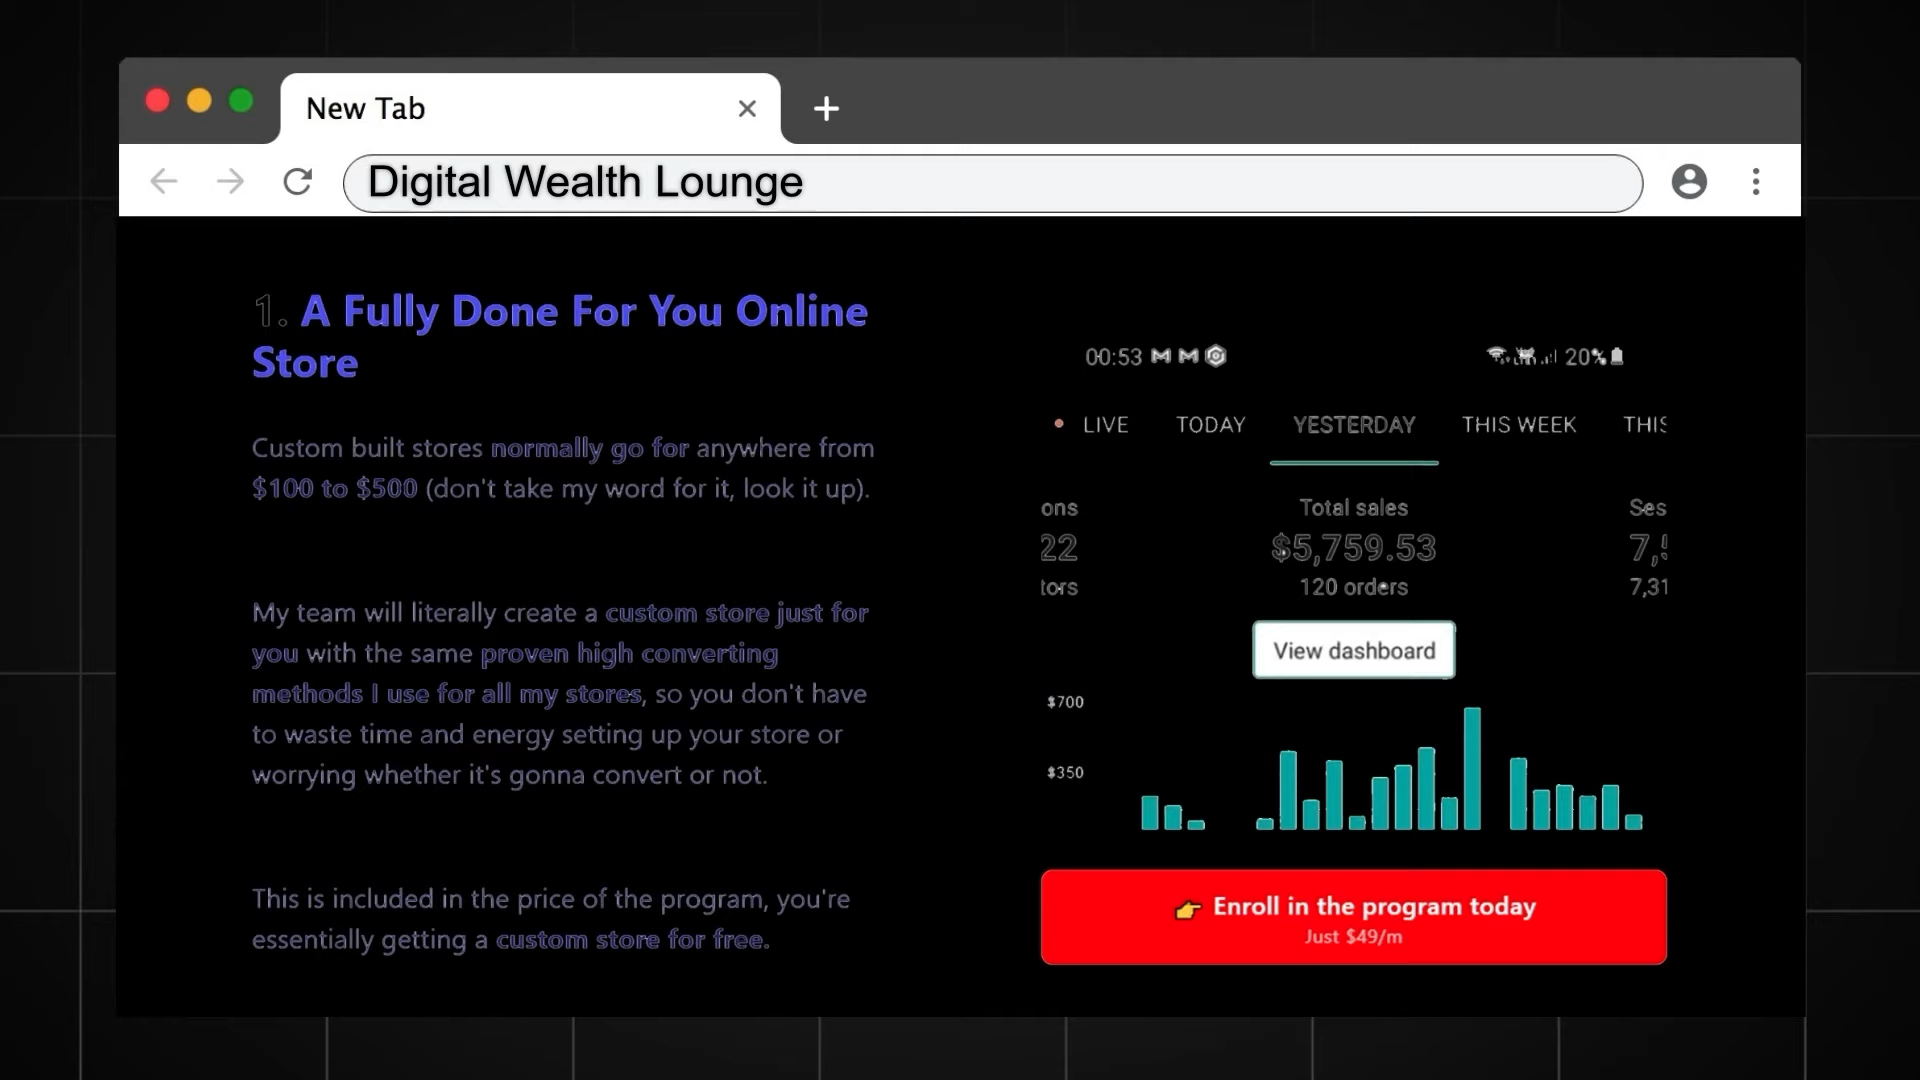 New Tab
Digital Wealth Lounge
1. A Fully Done For You Online
Store
Custom built stores normally go for anywhere from
$100 to $500 (don't take my word for it, look it up).
My team will literally create a custom store just for
you with the same proven high converting
methods I use for all my stores, so you don't have
to waste time and energy setting up your store or
worrying whether it's gonna convert or not.
This is included in the price of the program, you're
essentially getting a custom store for free.
00:53 20%
LIVE TODAY YESTERDAY THIS WEEK THIS
ons Total sales Ses
22 $5,759.53 7,5
tors 120 orders 7,31
View dashboard
$700
$350
👉 Enroll in the program today
Just $49/m